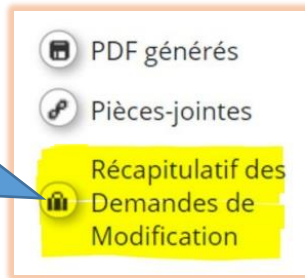 PDF générés
Pièces-jointes
Récapitulatif des
Demandes de
Modification